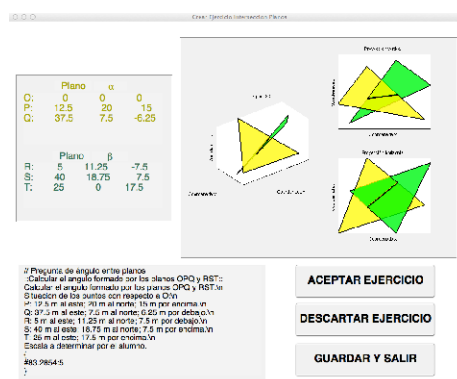 Crear Ejercicio Interseccion Planos
Plano α
O: 0 0 0
P: 12.5 20 15
Q: 37.5 7.5 -6.25
Plano β
R: 5 11.25 -7.5
S: 40 18.75 7.5
T: 25 0 17.5
// Pregunta de angulo entre planos
::Calcular el angulo formado por los planos OPQ y RST::
Calcular el angulo formado por los planos OPQ y RST.\n
Situacion de los puntos con respecto a O:\n
P: 12.5 m al este; 20 m al norte; 15 m por encima.\n
Q: 37.5 m al este; 7.5 m al norte; 6.25 m por debajo.\n
R: 5 m al este; 11.25 m al norte; 7.5 m por debajo.\n
S: 40 m al este; 18.75 m al norte; 7.5 m por encima.\n
T: 25 m al este; 17.5 m por encima.\n
Escala a determinar por el alumno.
{
#83.2854:5
}
ACEPTAR EJERCICIO
DESCARTAR EJERCICIO
GUARDAR Y SALIR